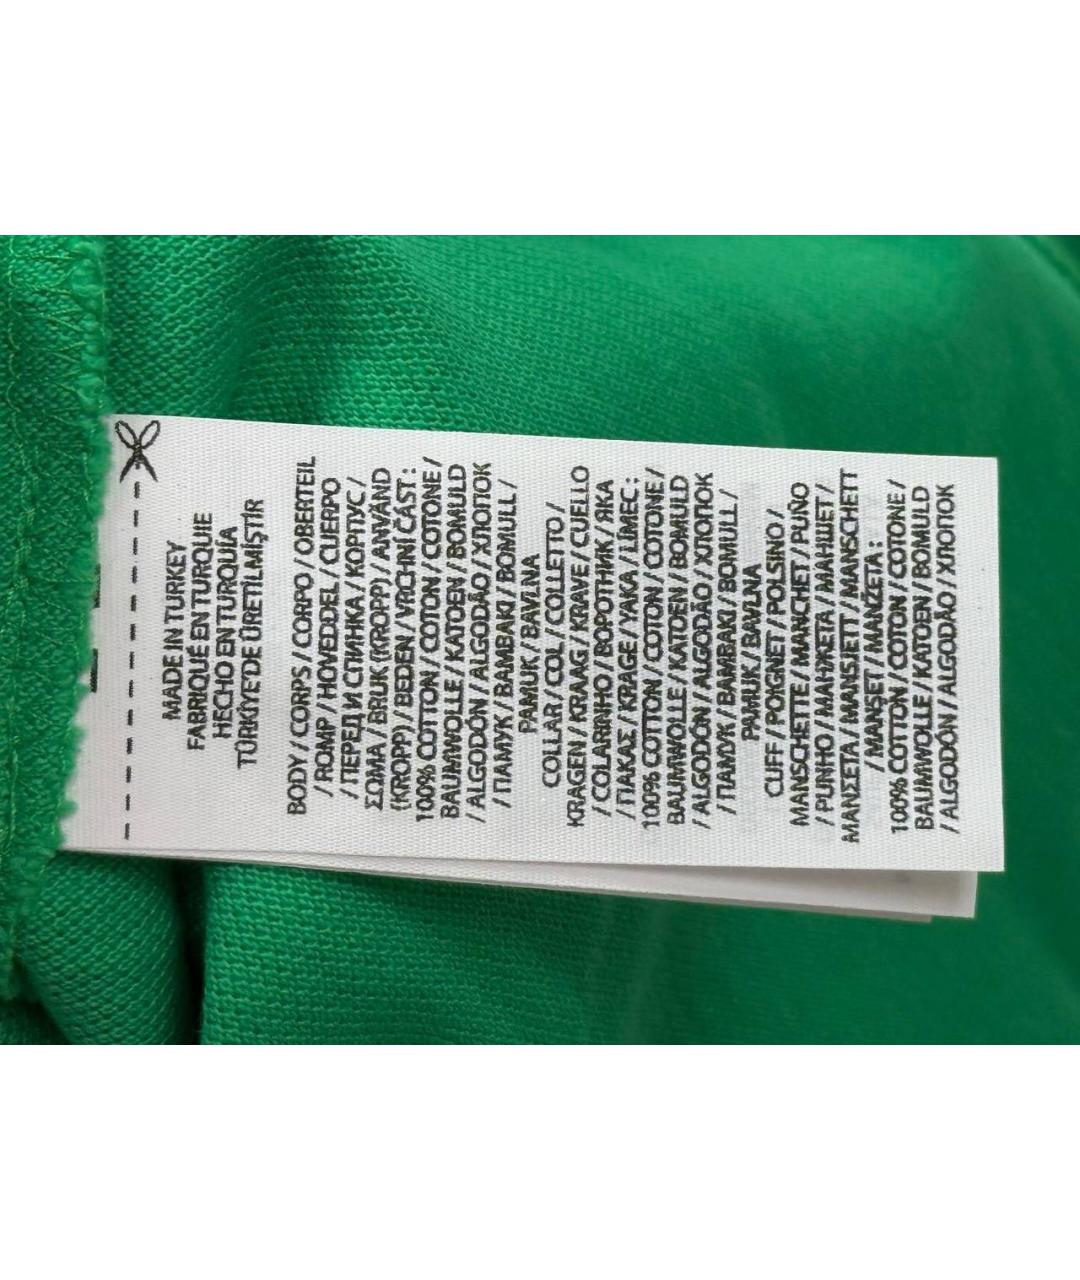 MADE IN TURKEY
FABRIQUÉ EN TURQUIE
HECHO EN TURQUÍA
TÜRKİYE'DE ÜRETİLMİŞTİR
BODY / CORPS / CORPO / OBERTEIL
/ ROMP / HOVEDDEL / CUERPO
/ ПЕРЕД И СПИНКА / КОРПУС /
ΣΩΜΑ / BRUK (KROPP) / ANVÄND
(KROPP) / BEDEN / VRCHNÍ ČÁST :
100% COTTON / COTON / COTONE /
BAUMWOLLE / KATOEN / BOMULD
/ ALGODÓN / ALGODÃO / ХЛОПОК
/ ПАМУК / ΒΑΜΒΑΚΙ / BOMULL /
PAMUK / BAVLNA
COLLAR / COL / COLLETTO /
KRAGEN / KRAAG / KRAVE / CUELLO
/ COLARINHO / ВОРОТНИК / ЯКА
/ ΠΑΚΑΣ / KRAGE / YAKA / LÍMEC :
100% COTTON / COTON / COTONE /
BAUMWOLLE / KATOEN / BOMULD
/ ALGODÓN / ALGODÃO / ХЛОПОК
/ ПАМУК / ΒΑΜΒΑΚΙ / BOMULL /
PAMUK / BAVLNA
CUFF / POIGNET / POLSINO /
MANSCHETTE / MANCHET / PUÑO
/ PUNHO / МАНЖЕТА / МАНШЕТ /
ΜΑΝΣΕΤΑ / MANSJETT / MANSCHETT
/ MANŞET / MANŽETA :
100% COTTON / COTON / COTONE /
BAUMWOLLE / KATOEN / BOMULD
/ ALGODÓN / ALGODÃO / ХЛОПОК